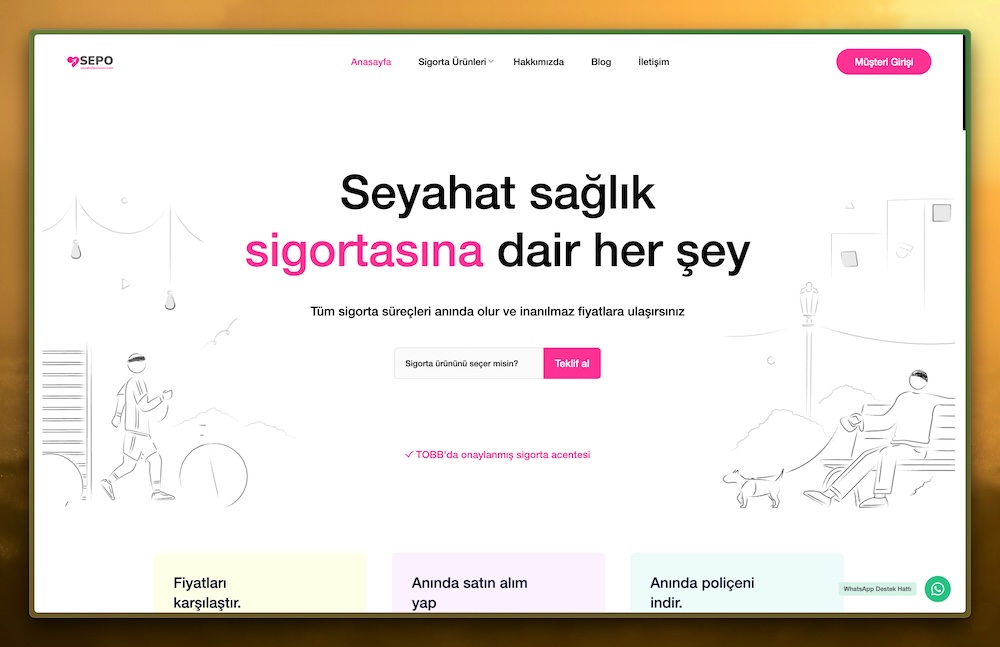 SEPO
Anasayfa
Sigorta Ürünleri
Hakkımızda
Blog
İletişim
Müşteri Girişi
Seyahat sağlık
sigortasına dair her şey
Tüm sigorta süreçleri anında olur ve inanılmaz fiyatlara ulaşırsınız
Sigorta ürününü seçer misin?
Teklif al
TOBB'da onaylanmış sigorta acentesi
Fiyatları
karşılaştır.
Anında satın alım
yap
Anında poliçeni
indir.
WhatsApp Destek Hattı